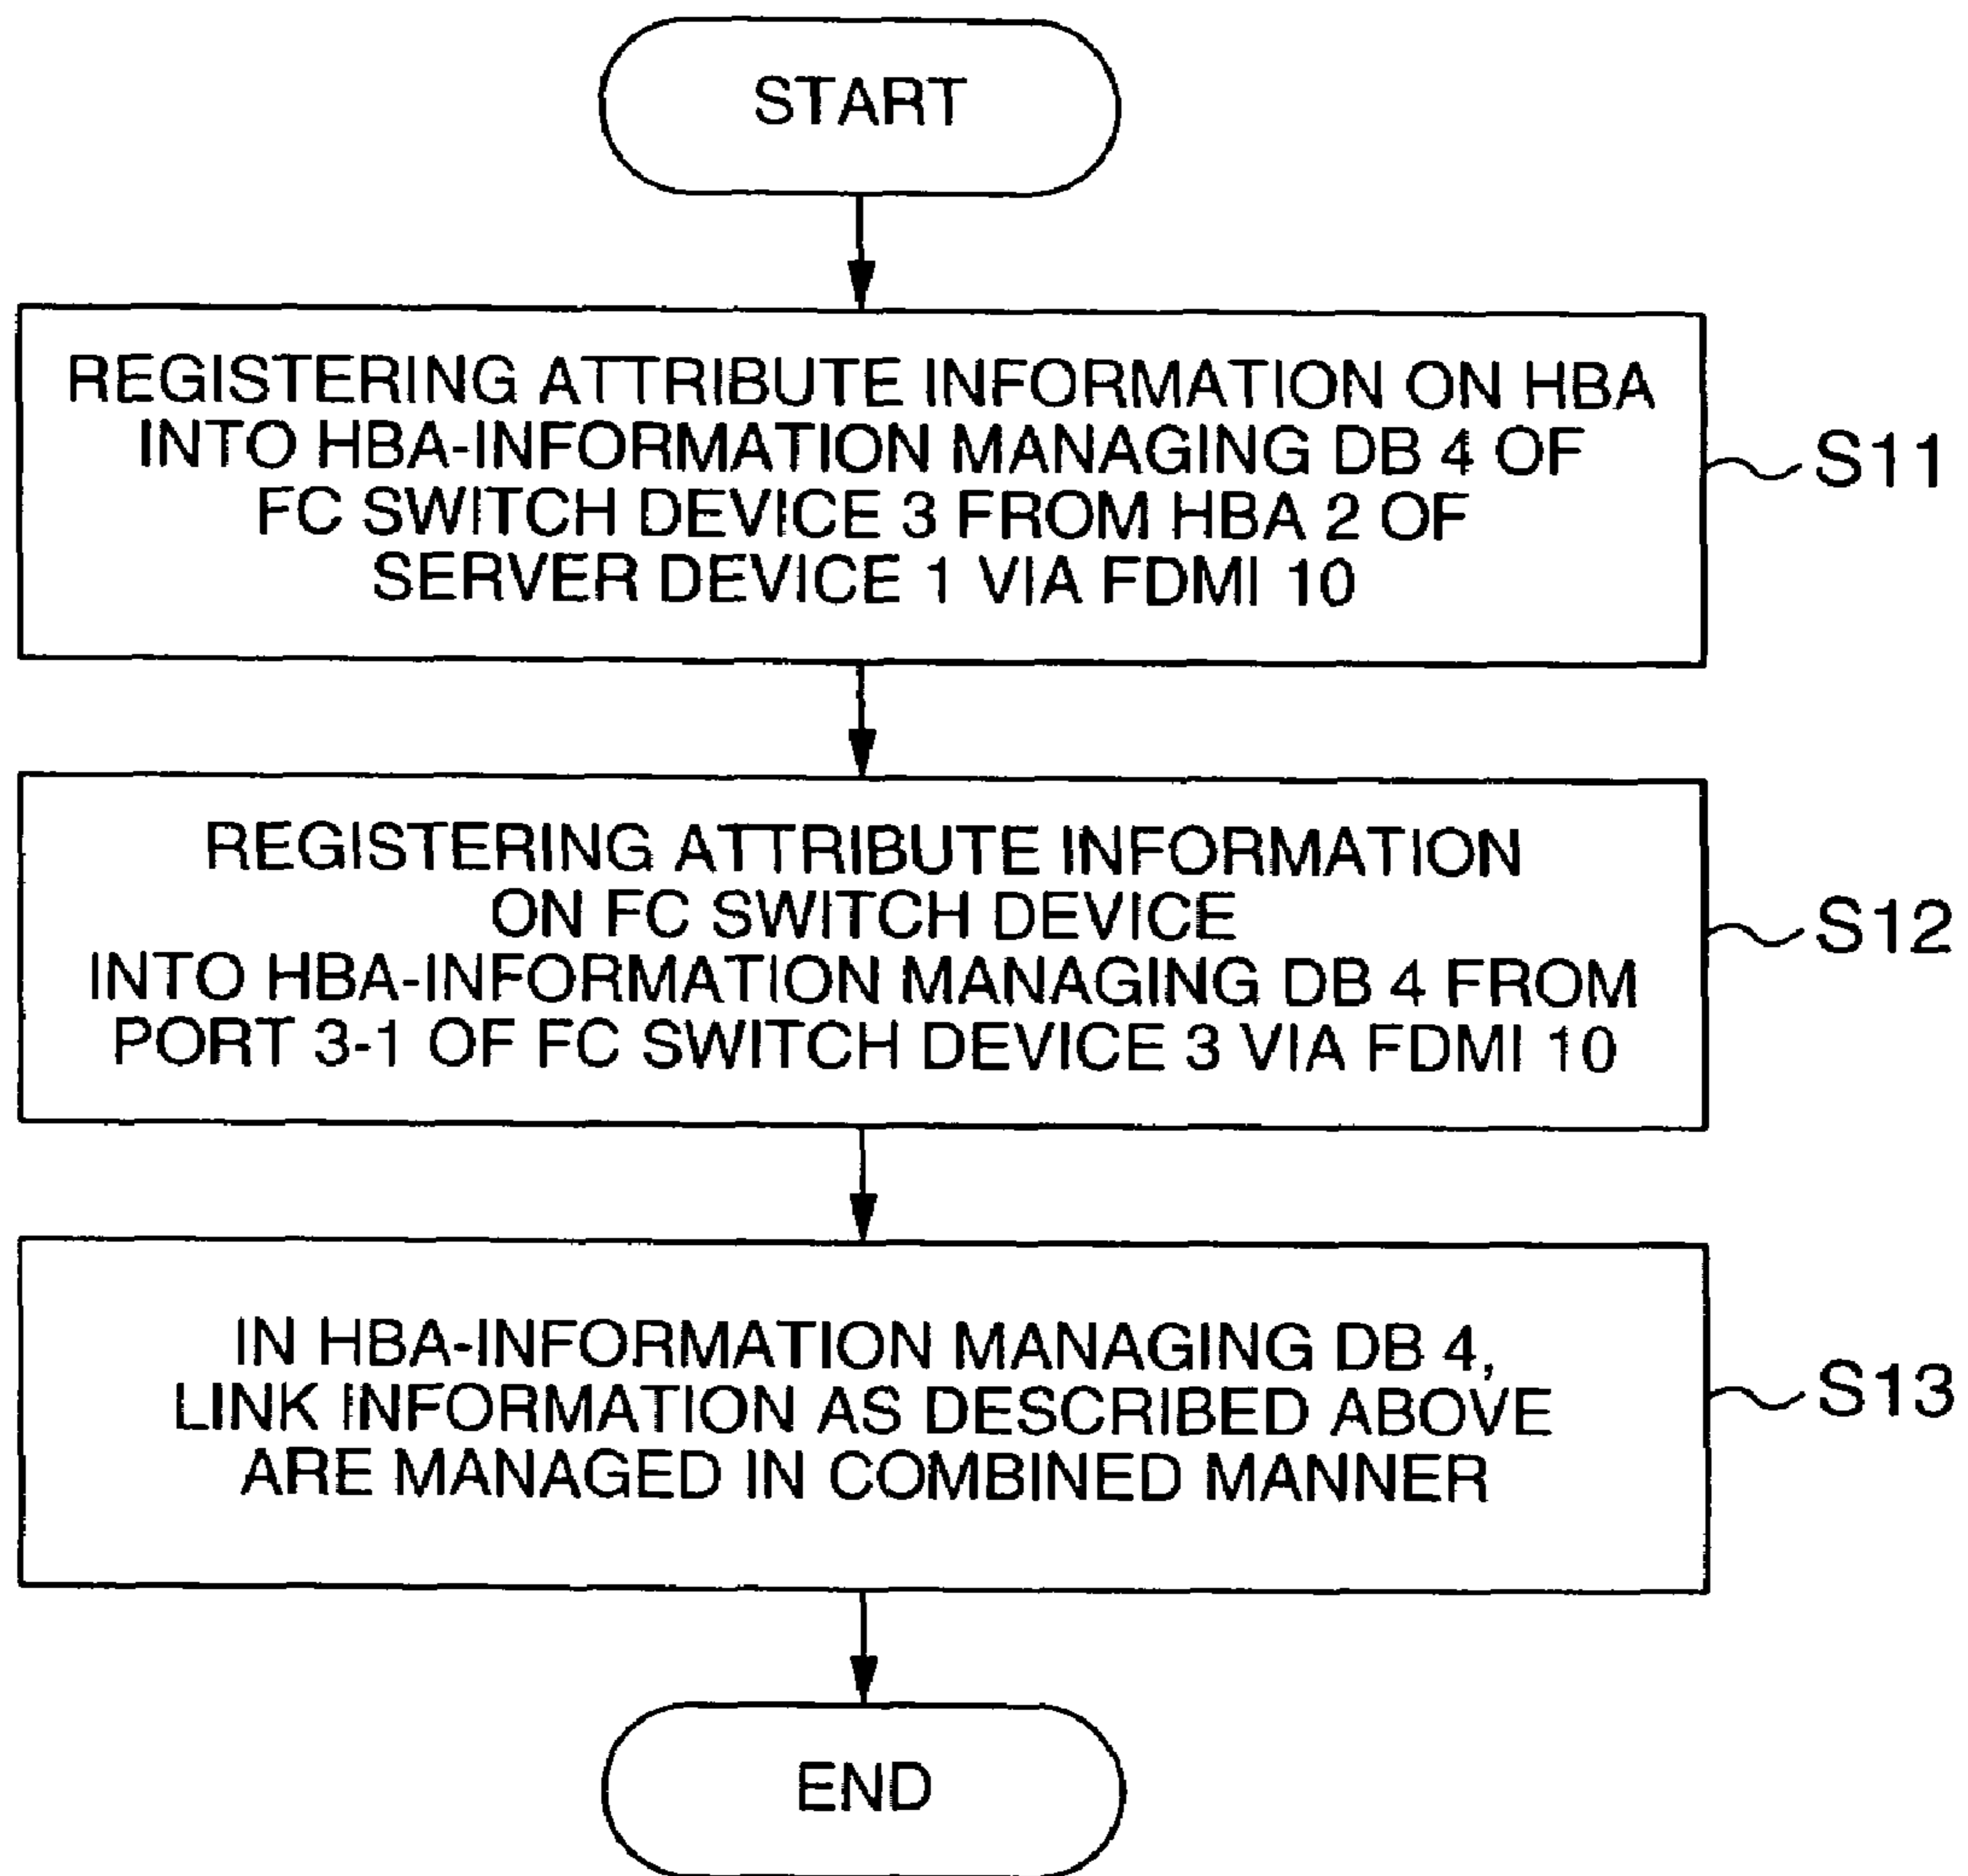 START
REGISTERING ATTRIBUTE INFORMATION ON HBA
INTO HBA-INFORMATION MANAGING DB 4 OF
FC SWITCH DEVICE 3 FROM HBA 2 OF
SERVER DEVICE 1 VIA FDMI 10
S11
REGISTERING ATTRIBUTE INFORMATION
ON FC SWITCH DEVICE
INTO HBA-INFORMATION MANAGING DB 4 FROM
PORT 3-1 OF FC SWITCH DEVICE 3 VIA FDMI 10
S12
IN HBA-INFORMATION MANAGING DB 4,
LINK INFORMATION AS DESCRIBED ABOVE
ARE MANAGED IN COMBINED MANNER
S13
END